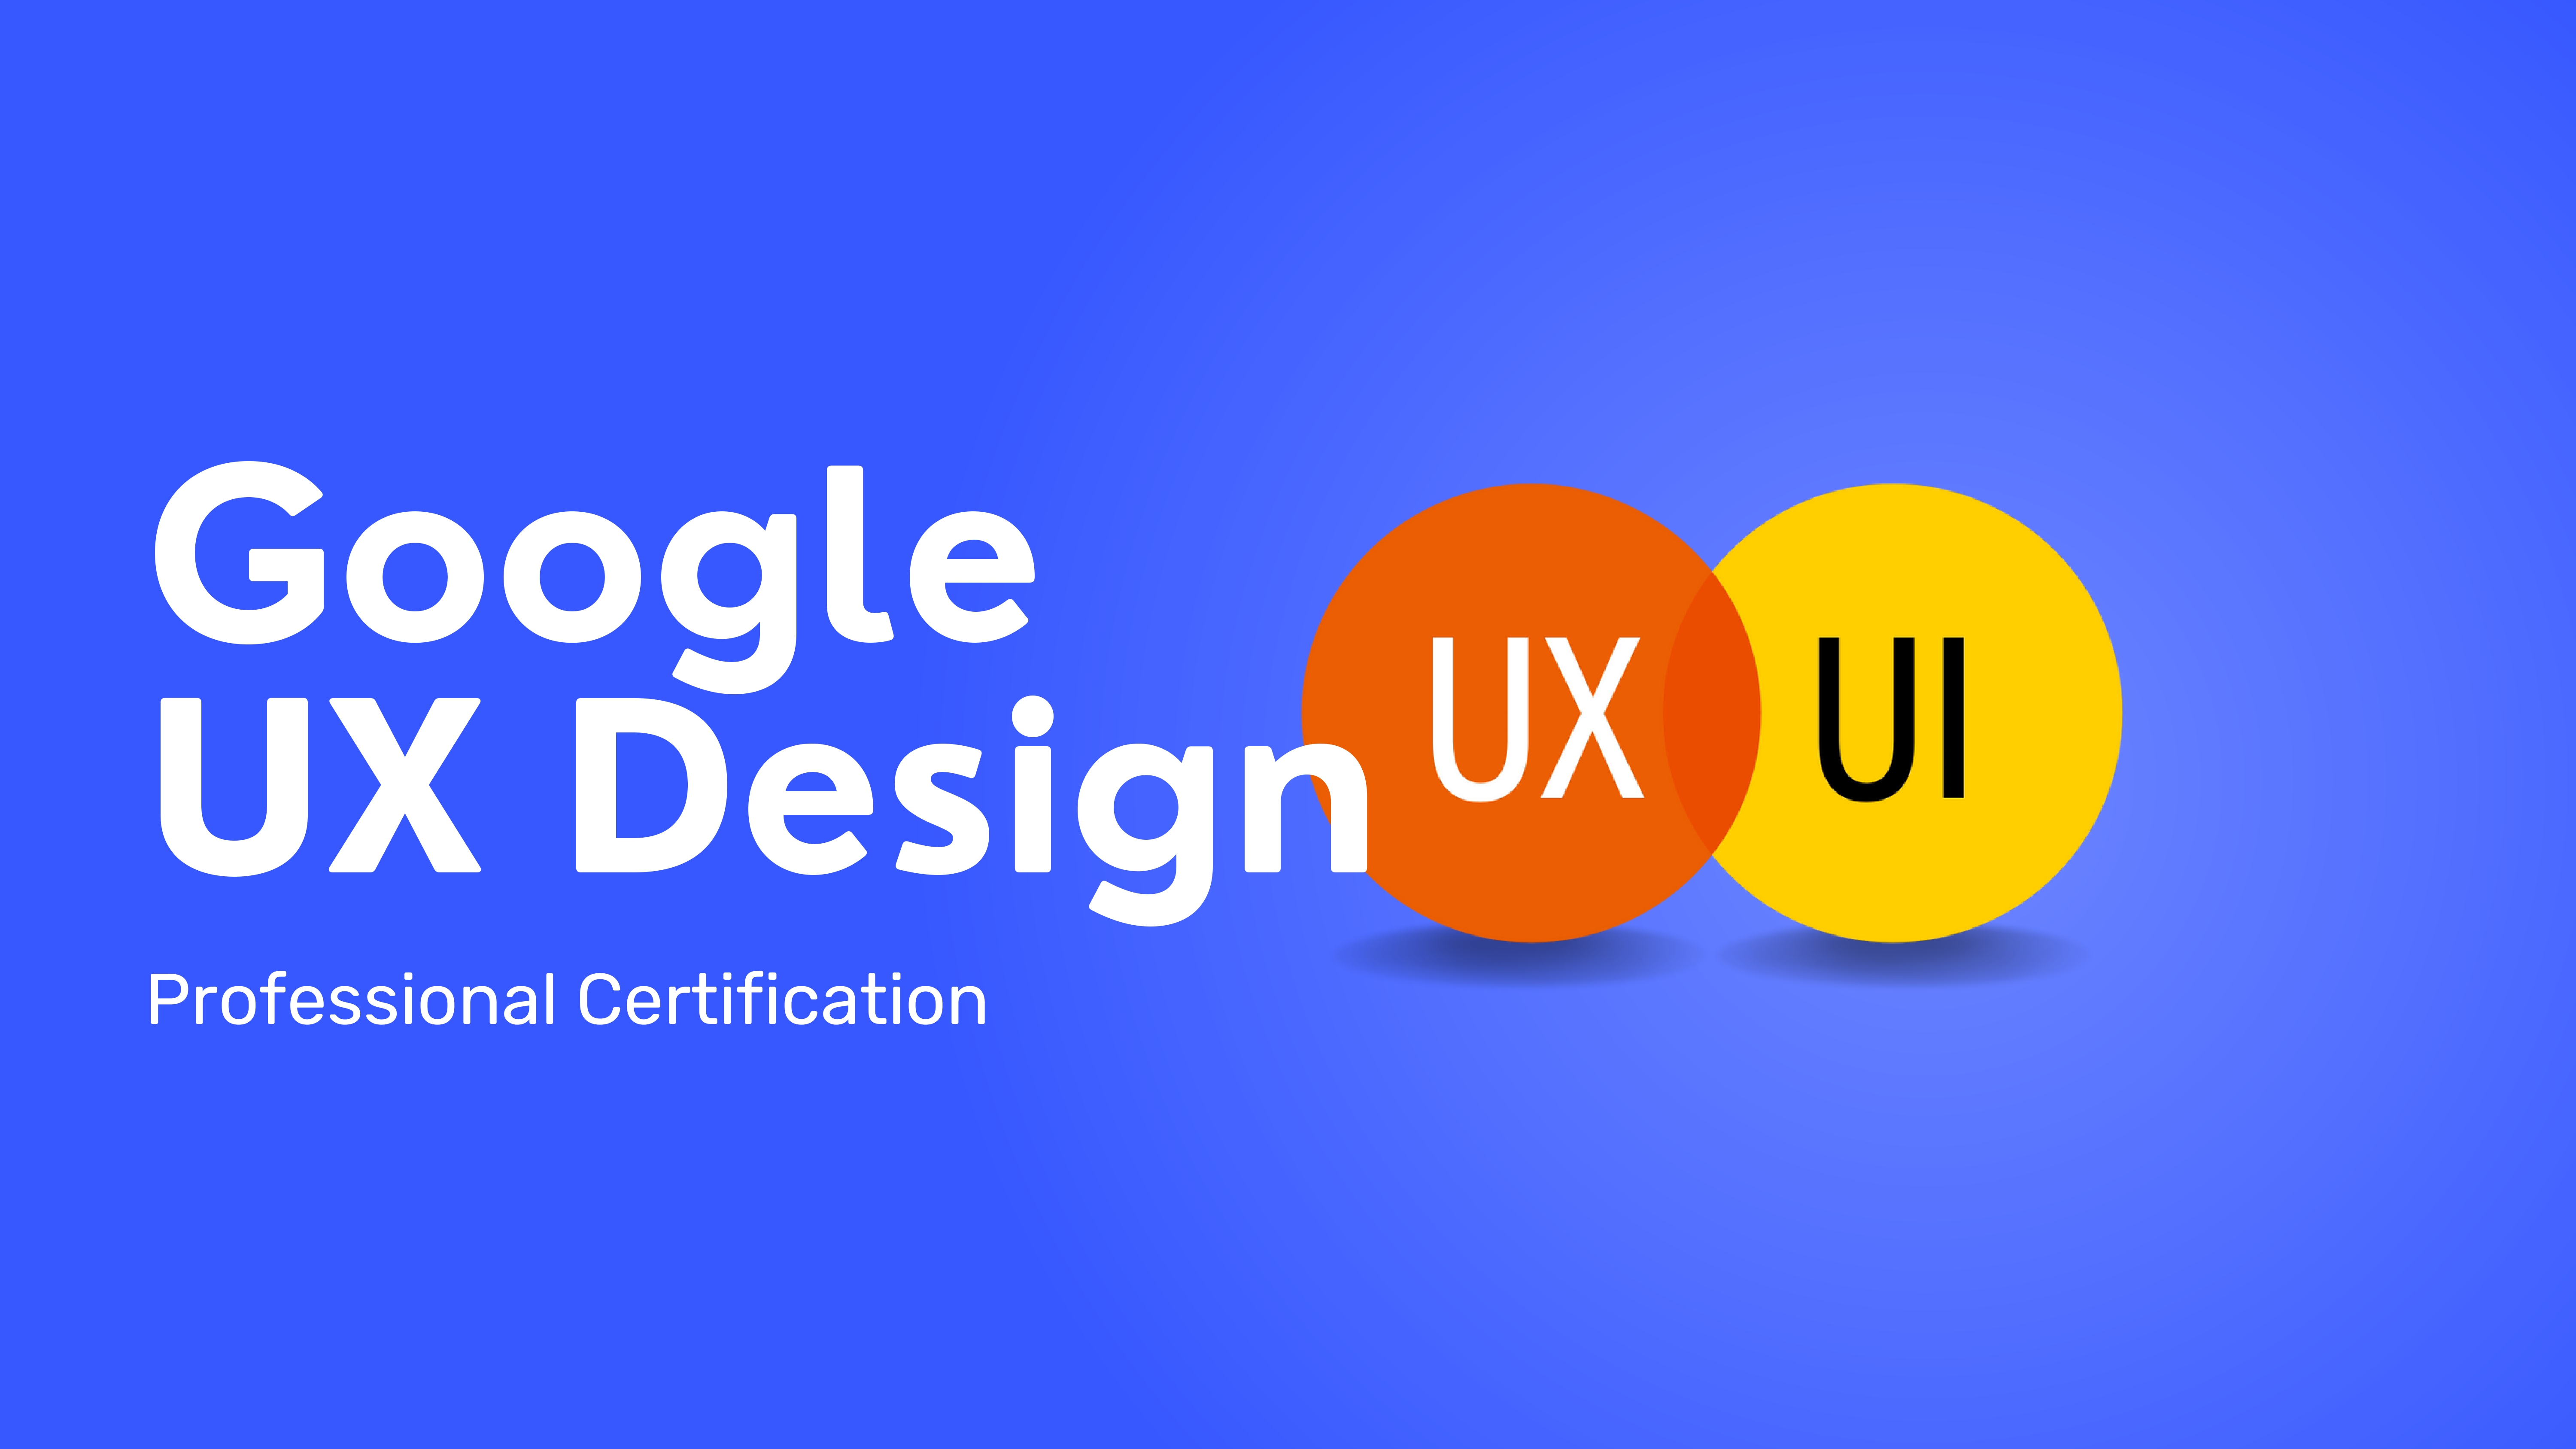 Google
UX Design
Professional Certification
UX
UI